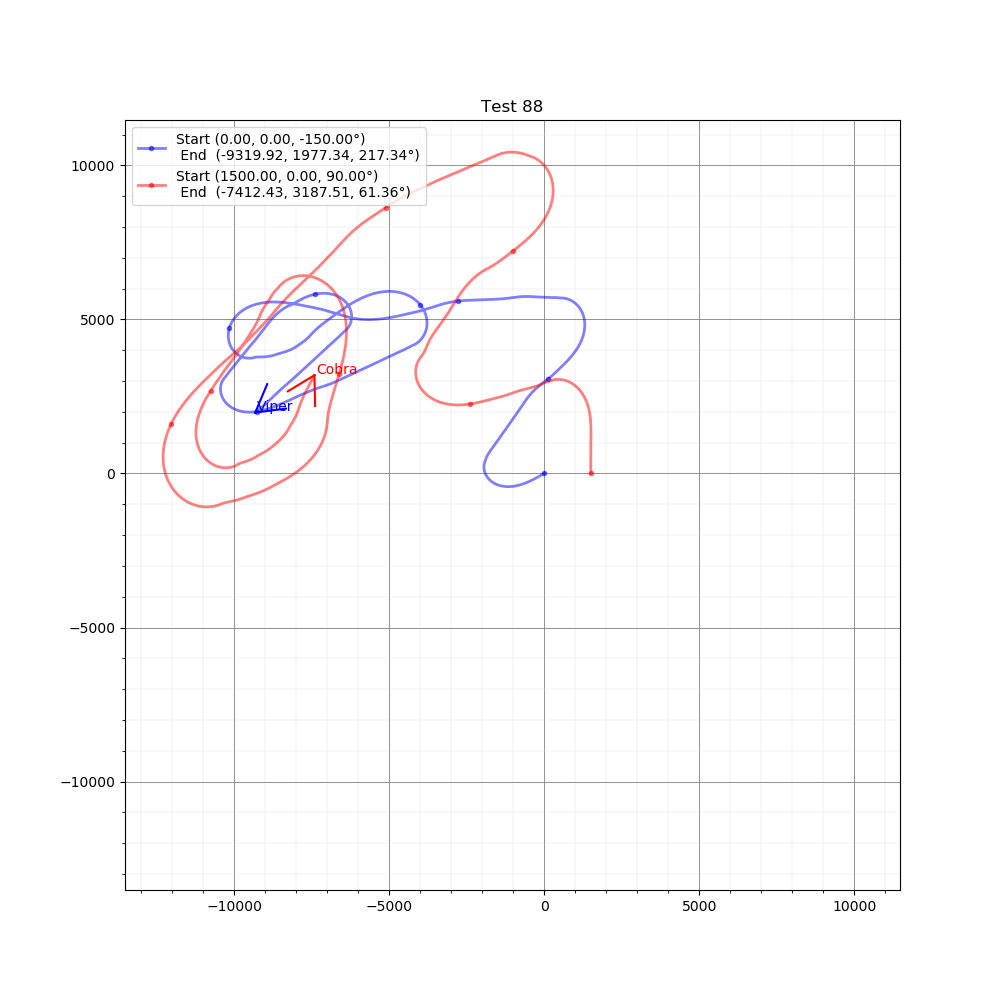 Test 88
Start (0.00, 0.00, -150.00°)
End (-9319.92, 1977.34, 217.34°)
Start (1500.00, 0.00, 90.00°)
End (-7412.43, 3187.51, 61.36°)
10000
5000
Cobra
Viper
0
−5000
−10000
−10000
−5000
0
5000
10000